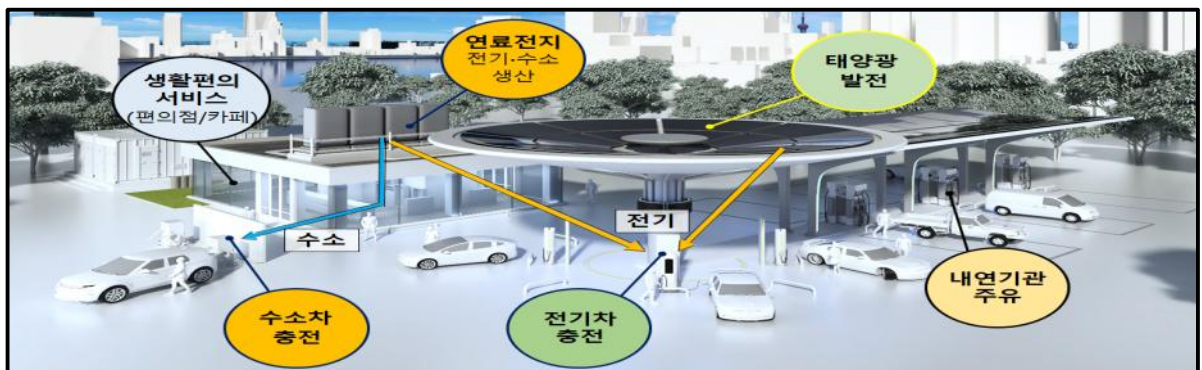 연료전지
전기·수소
생산
태양광
발전
생활편의
서비스
(편의점/카페)
전기
수소
내연기관
주유
수소차
충전
전기차
충전